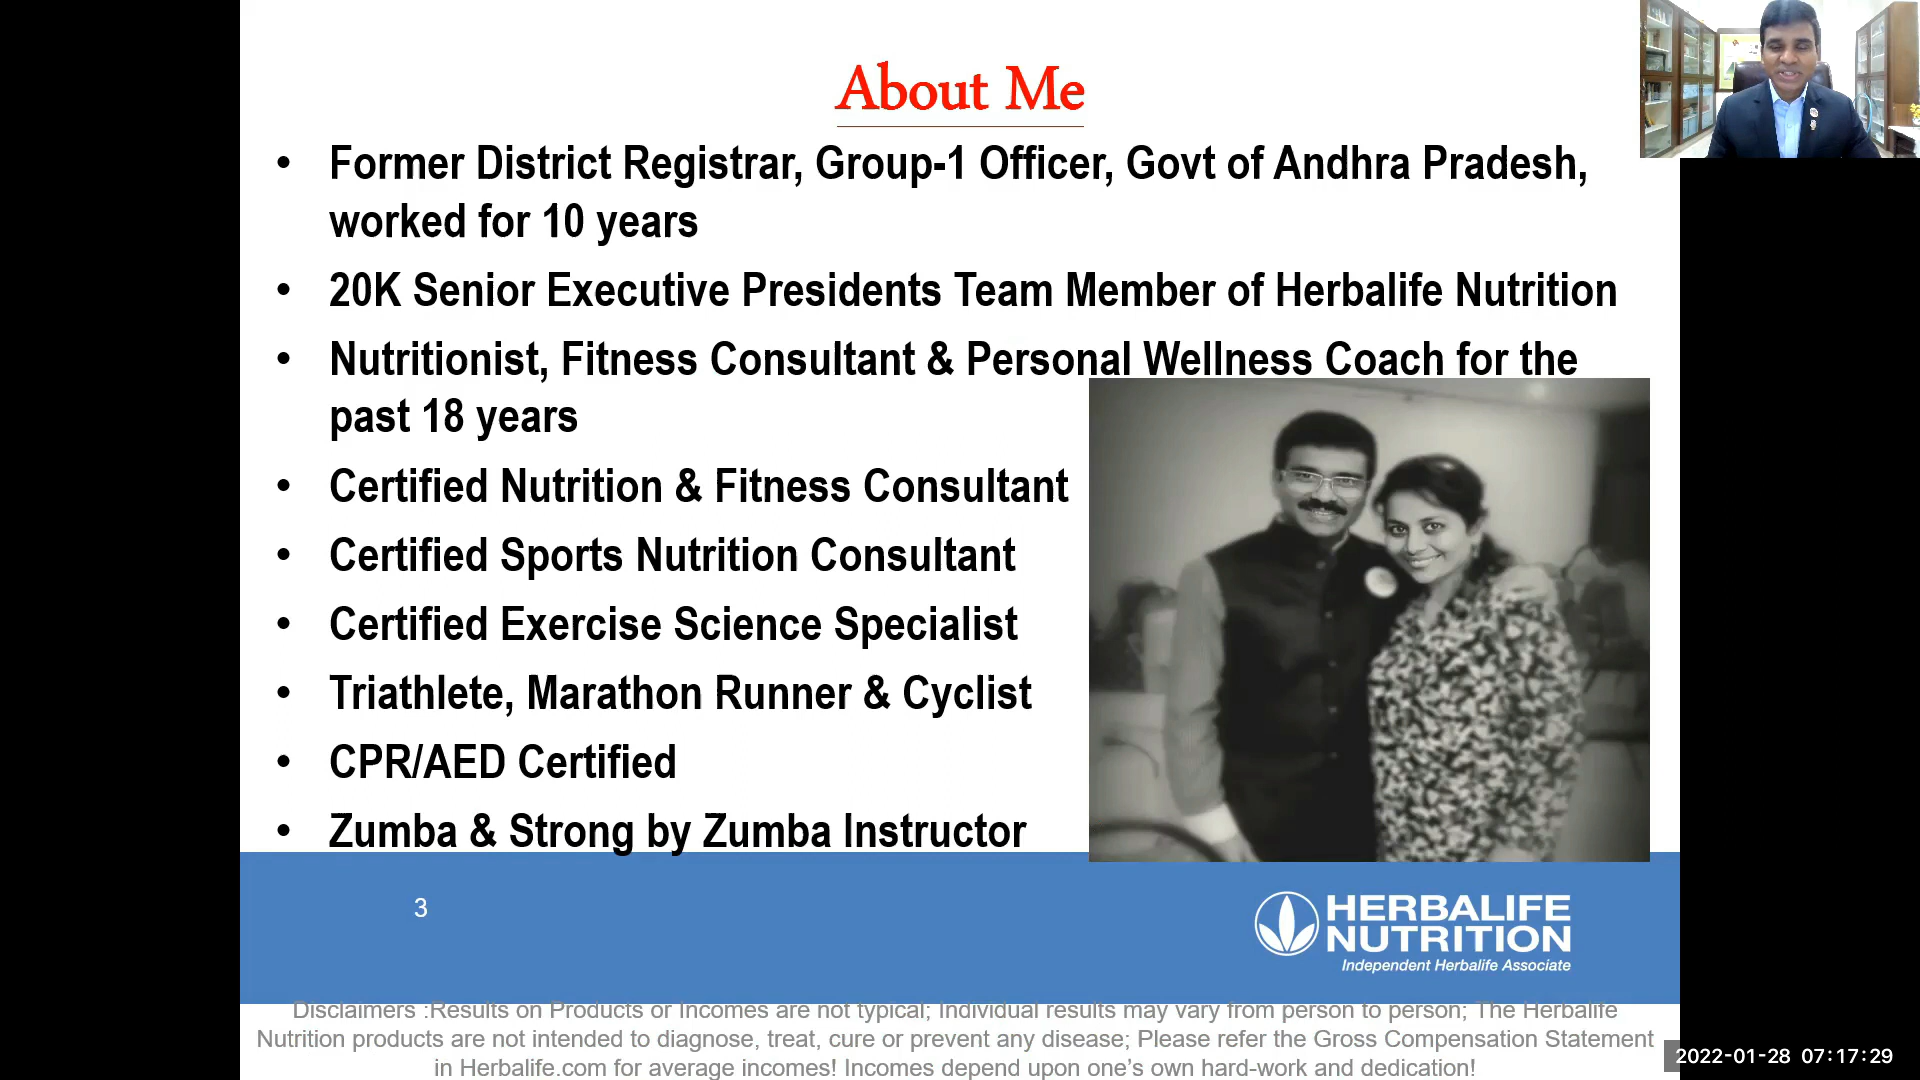 About Me
• Former District Registrar, Group-1 Officer, Govt of Andhra Pradesh,
worked for 10 years
• 20K Senior Executive Presidents Team Member of Herbalife Nutrition
• Nutritionist, Fitness Consultant & Personal Wellness Coach for the
past 18 years
• Certified Nutrition & Fitness Consultant
• Certified Sports Nutrition Consultant
• Certified Exercise Science Specialist
• Triathlete, Marathon Runner & Cyclist
• CPR/AED Certified
• Zumba & Strong by Zumba Instructor
3
HERBALIFE
NUTRITION
Independent Herbalife Associate
Disclaimers :Results on Products or Incomes are not typical; Individual results may vary from person to person; The Herbalife
Nutrition products are not intended to diagnose, treat, cure or prevent any disease; Please refer the Gross Compensation Statement
in Herbalife.com for average incomes! Incomes depend upon one’s own hard-work and dedication!
2022-01-28 07:17:29